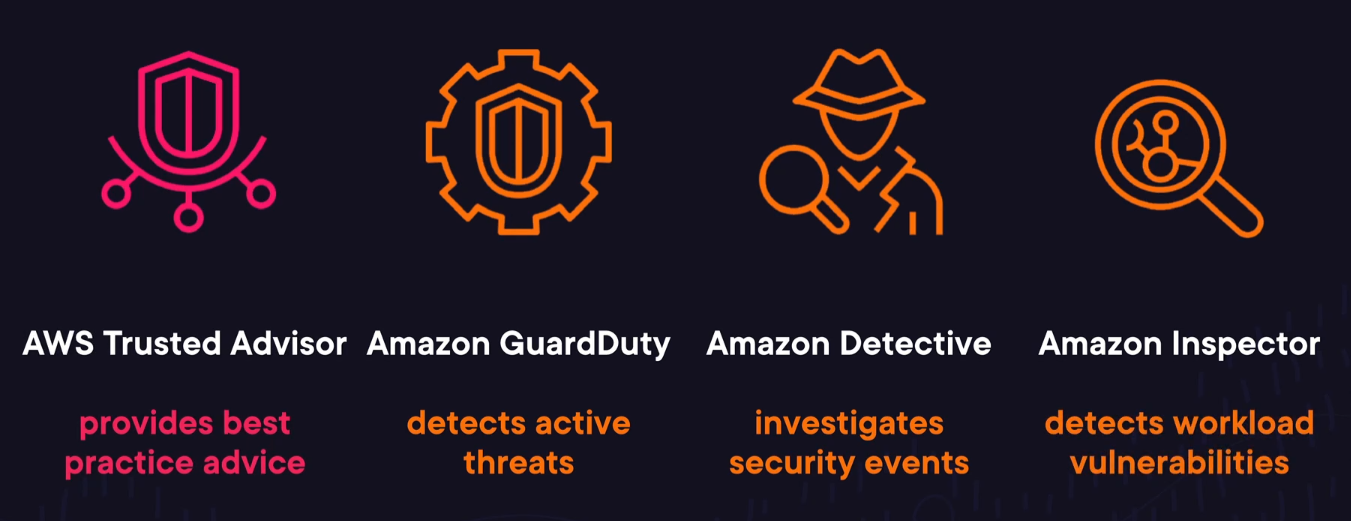 AWS Trusted Advisor
provides best
practice advice
Amazon GuardDuty
detects active
threats
Amazon Detective
investigates
security events
Amazon Inspector
detects workload
vulnerabilities